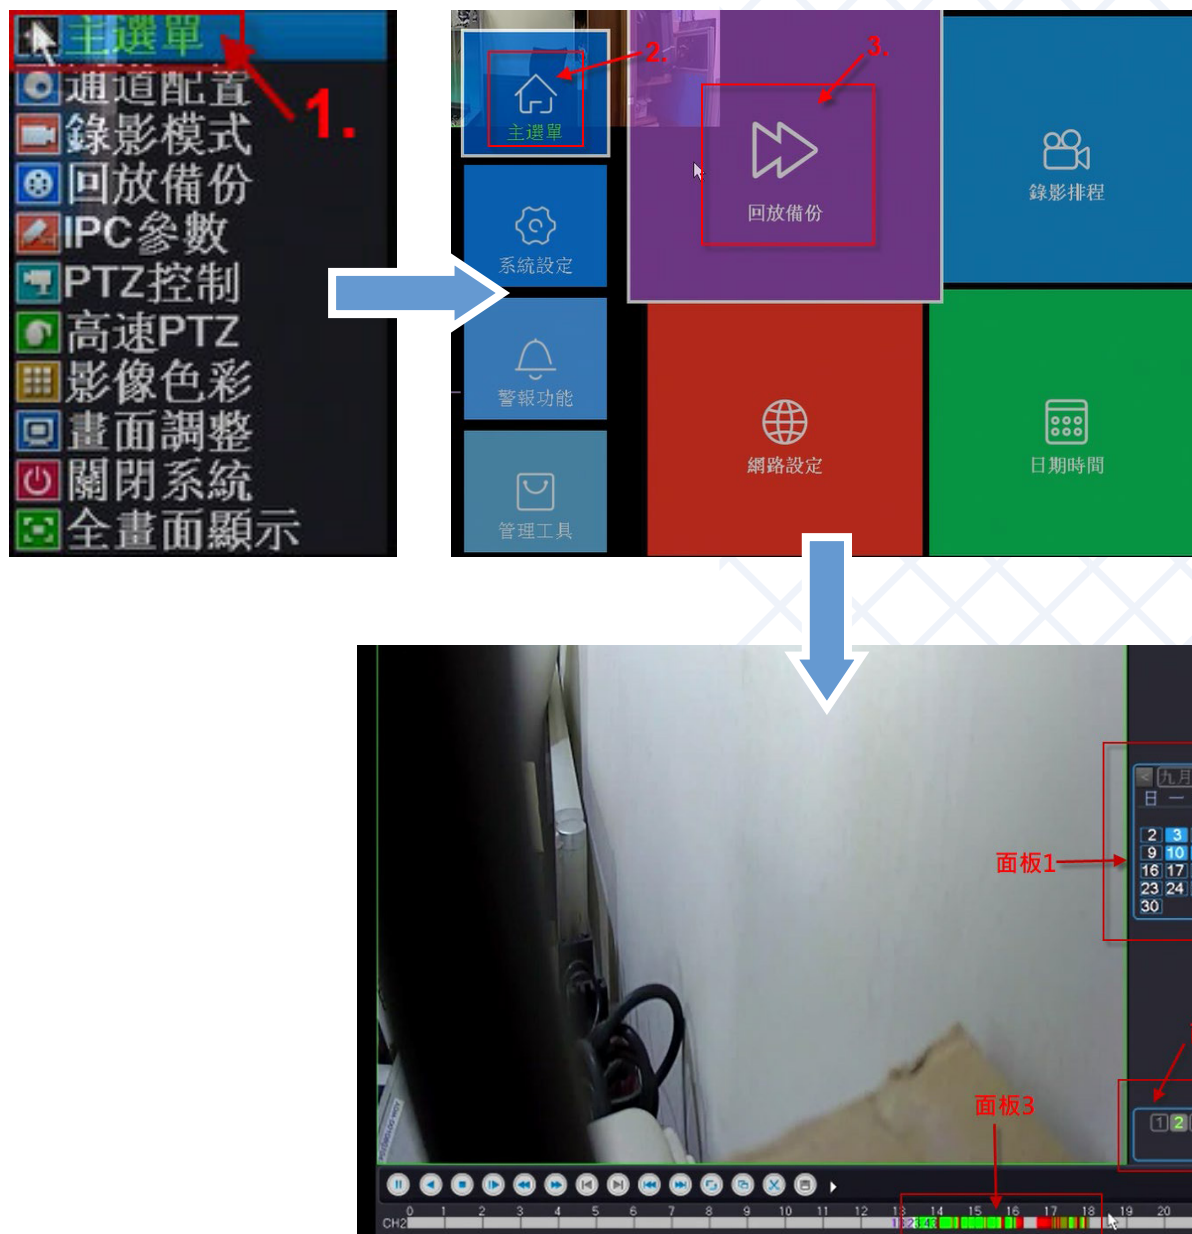 主選單
通道配置
錄影模式
回放備份
IPC參數
PTZ控制
高速PTZ
影像色彩
畫面調整
關閉系統
全畫面顯示
1.
2.
主選單
系統設定
警報功能
管理工具
3.
回放備份
錄影排程
網路設定
日期時間
面板1
九月
日 一
2 3
9 10
16 17
23 24
30
面板3
1 2
0 1 2 3 4 5 6 7 8 9 10 11 12 13 14 15 16 17 18 19 20
CH2